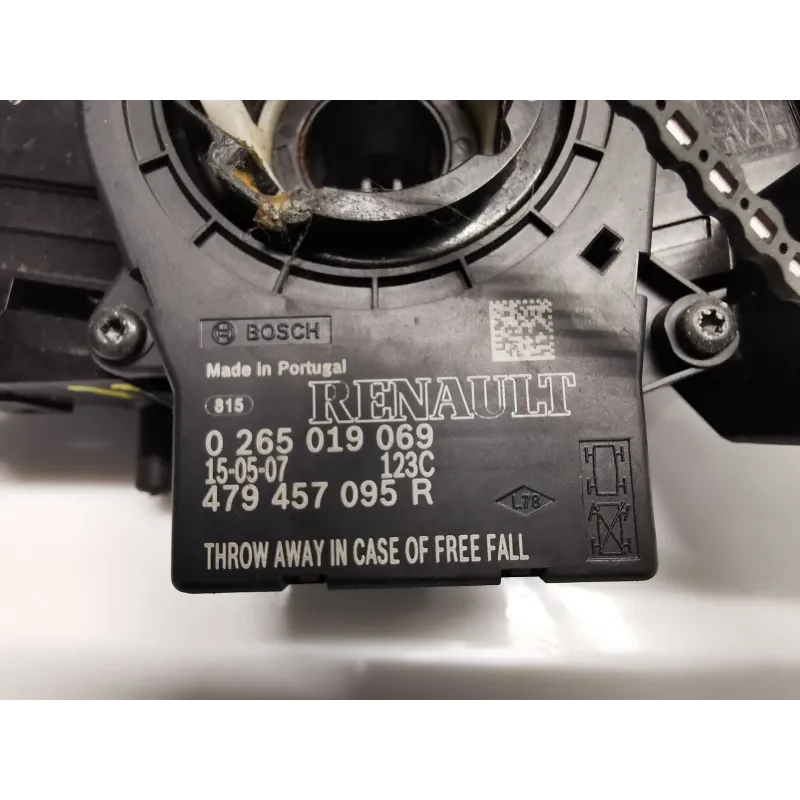 BOSCH
Made in Portugal
815
RENAULT
0 265 019 069
15-05-07 123C
479 457 095 R
L78
THROW AWAY IN CASE OF FREE FALL